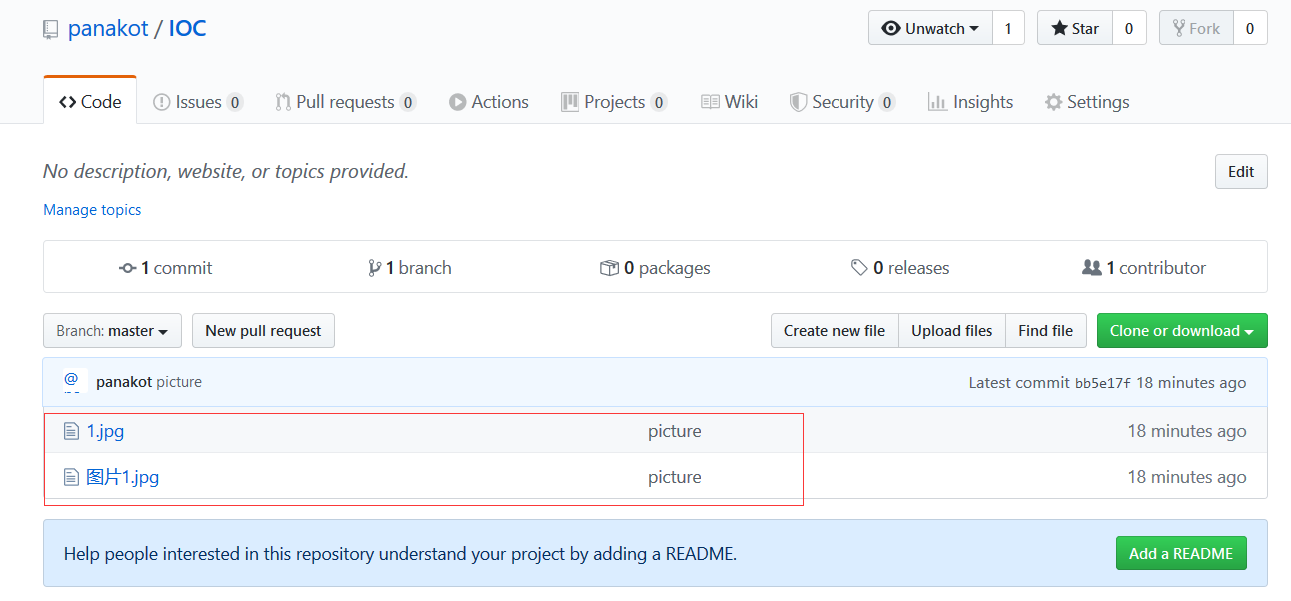 panakot / IOC Unwatch 1 Star 0 Fork 0
Code Issues 0 Pull requests 0 Actions Projects 0 Wiki Security 0 Insights Settings
No description, website, or topics provided. Edit
Manage topics
1 commit 1 branch 0 packages 0 releases 1 contributor
Branch: master New pull request Create new file Upload files Find file Clone or download
panakot picture Latest commit bb5e17f 18 minutes ago
1.jpg picture 18 minutes ago
图片1.jpg picture 18 minutes ago
Help people interested in this repository understand your project by adding a README. Add a README